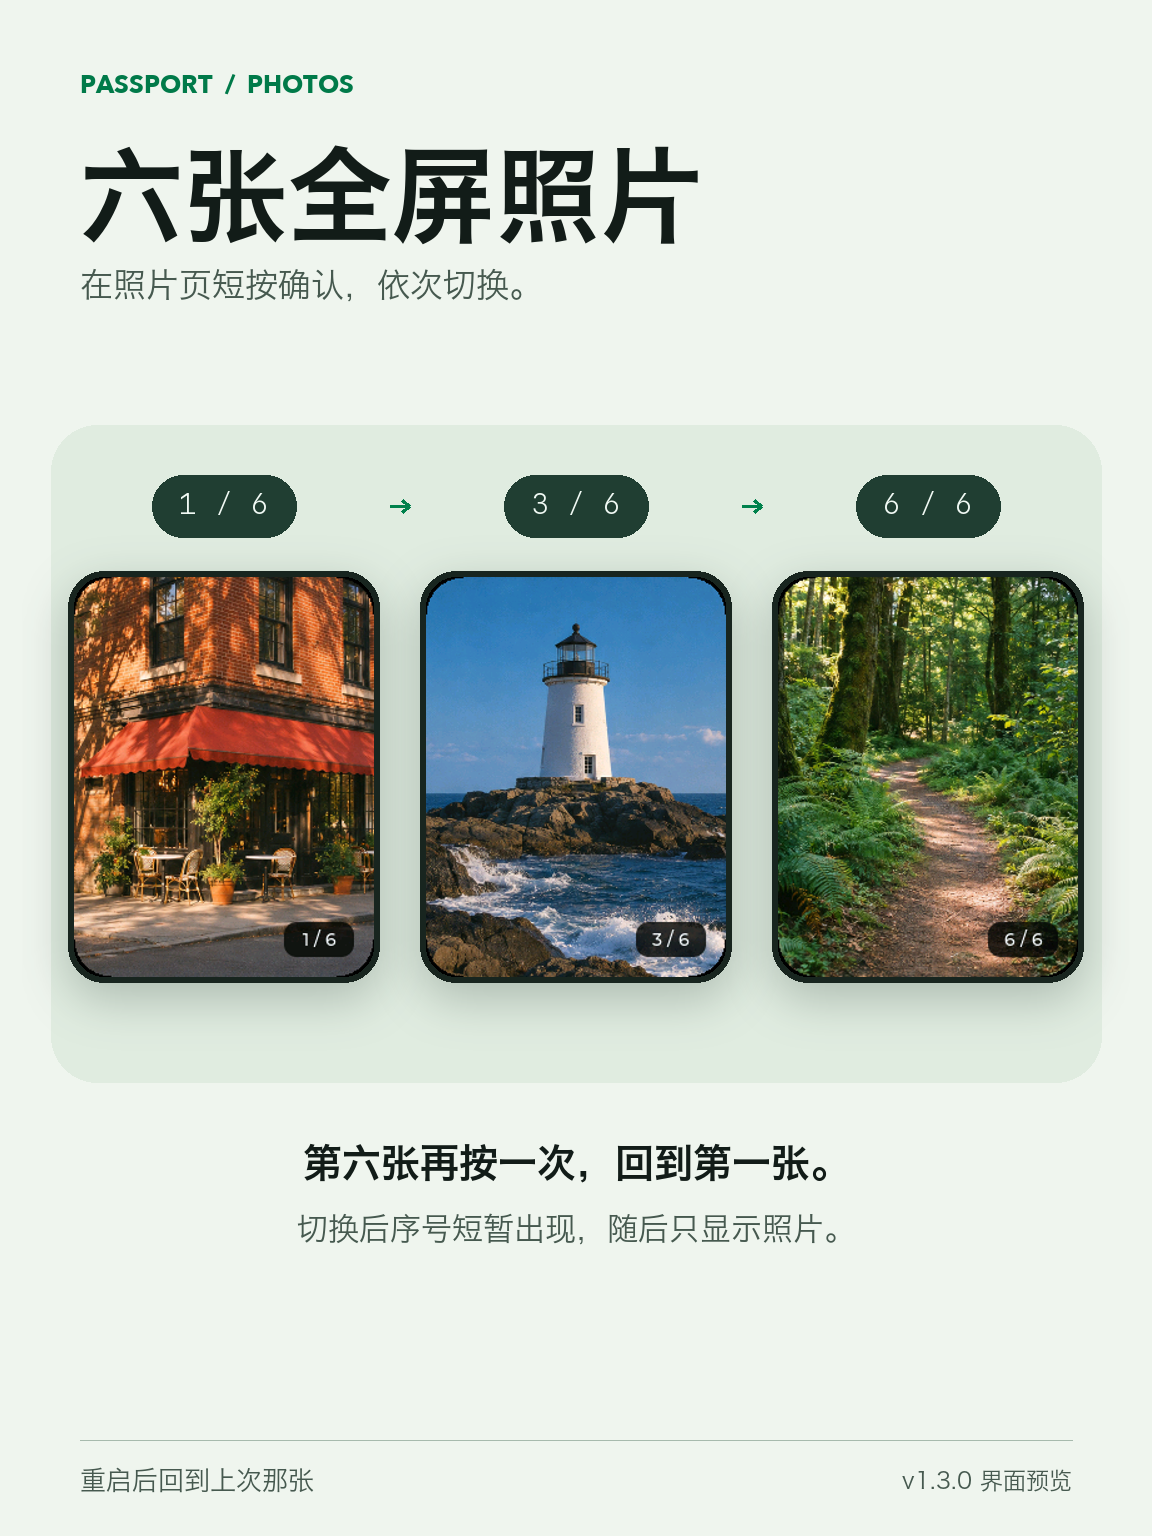 PASSPORT / PHOTOS
六张全屏照片
在照片页短按确认，依次切换。
1 / 6 → 3 / 6 → 6 / 6
1/6 3/6 6/6
第六张再按一次，回到第一张。
切换后序号短暂出现，随后只显示照片。
重启后回到上次那张
v1.3.0 界面预览